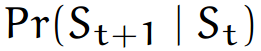 Pr(S_{t+1} | S_t)